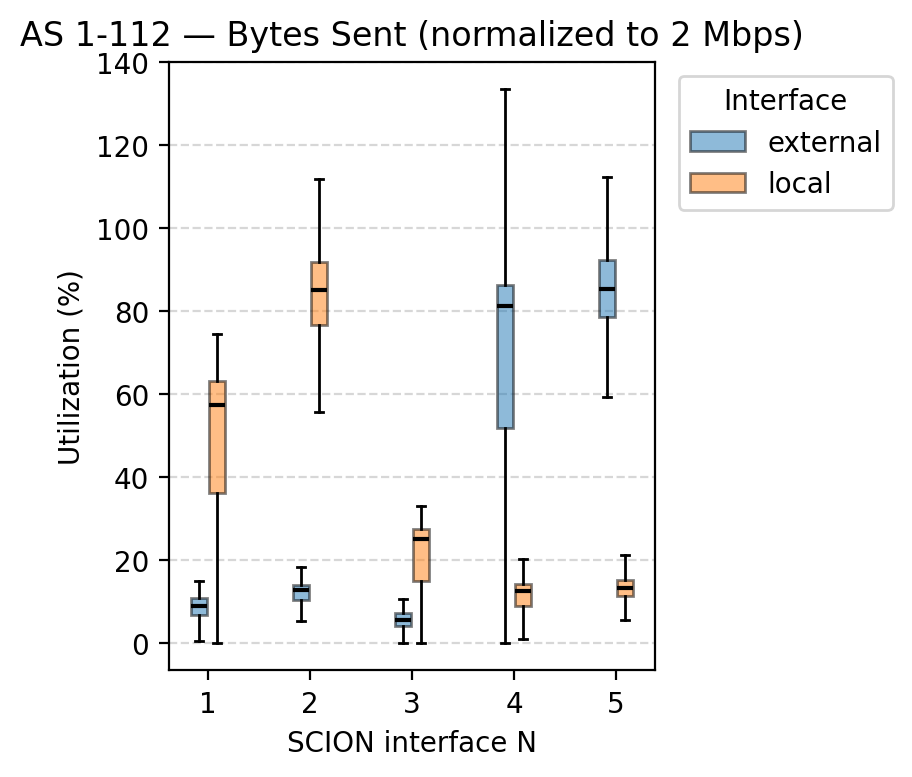 AS 1-112 — Bytes Sent (normalized to 2 Mbps)
140
120
100
80
60
40
20
0
Utilization (%)
1 2 3 4 5
SCION interface N
Interface
external
local